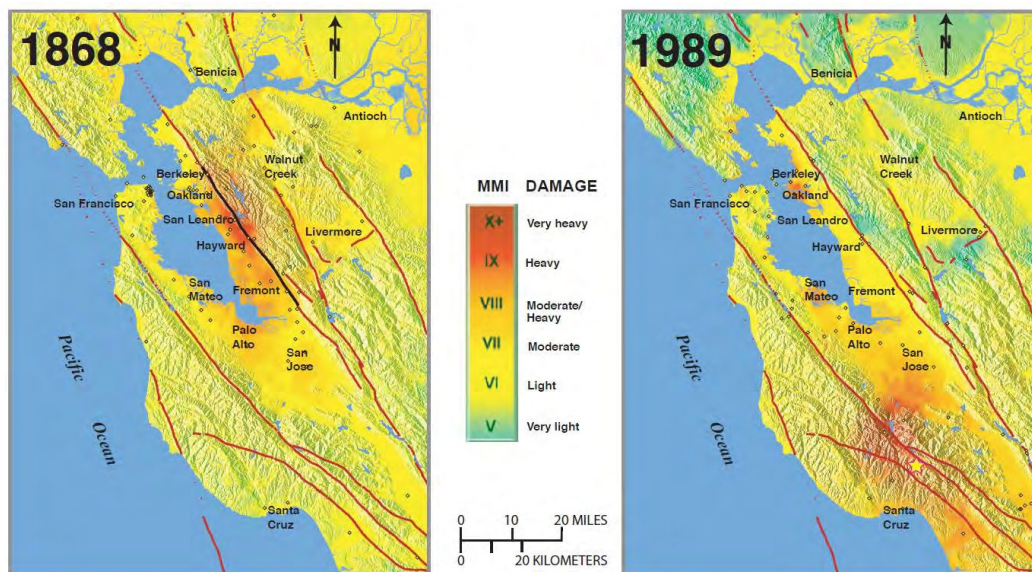 1868
N
Benicia
Antioch
Walnut
Creek
Berkeley
Oakland
San Francisco
San Leandro
Hayward
Livermore
San
Mateo
Fremont
Palo
Alto
San
Jose
Pacific
Ocean
Santa
Cruz
MMI DAMAGE
X+ Very heavy
IX Heavy
VIII Moderate/
Heavy
VII Moderate
VI Light
V Very light
0 10 20 MILES
0 20 KILOMETERS
1989
N
Benicia
Antioch
Walnut
Creek
Berkeley
Oakland
San Francisco
San Leandro
Hayward
Livermore
San
Mateo
Fremont
Palo
Alto
San
Jose
Pacific
Ocean
Santa
Cruz